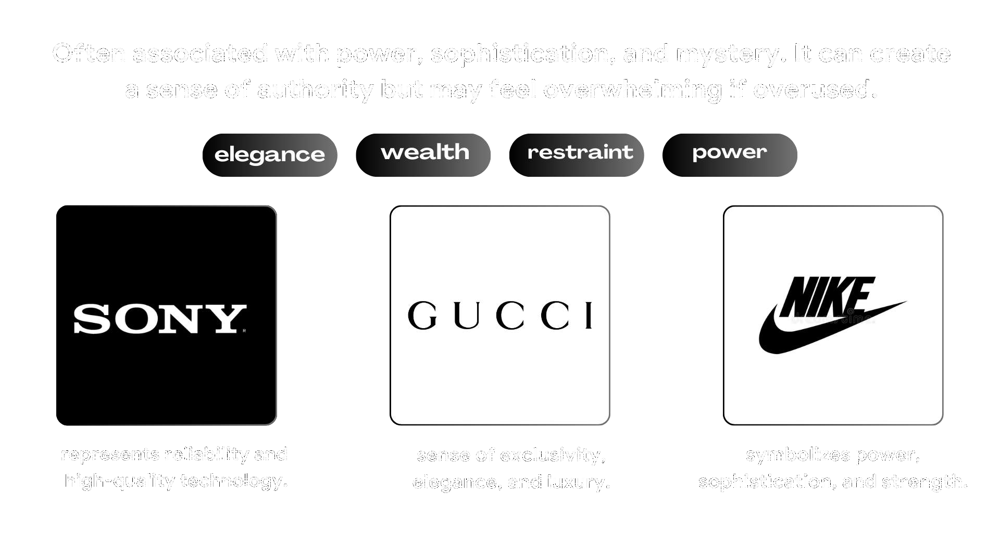 Often associated with power, sophistication, and mystery. It can create
a sense of authority but may feel overwhelming if overused.
elegance
wealth
restraint
power
SONY
R
GUCCI
NIKE
dreamstime.
represents reliability and
high-quality technology.
sense of exclusivity,
elegance, and luxury.
symbolizes power,
sophistication, and strength.